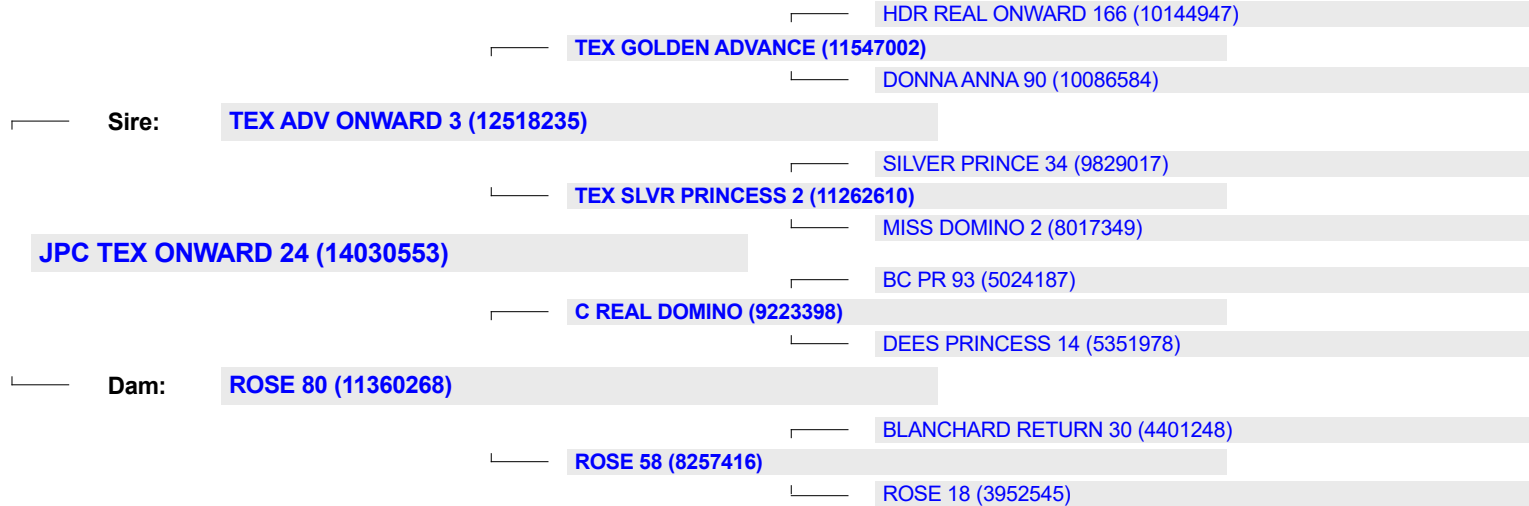 HDR REAL ONWARD 166 (10144947)
TEX GOLDEN ADVANCE (11547002)
DONNA ANNA 90 (10086584)
Sire: TEX ADV ONWARD 3 (12518235)
SILVER PRINCE 34 (9829017)
TEX SLVR PRINCESS 2 (11262610)
MISS DOMINO 2 (8017349)
JPC TEX ONWARD 24 (14030553)
BC PR 93 (5024187)
C REAL DOMINO (9223398)
DEES PRINCESS 14 (5351978)
Dam: ROSE 80 (11360268)
BLANCHARD RETURN 30 (4401248)
ROSE 58 (8257416)
ROSE 18 (3952545)